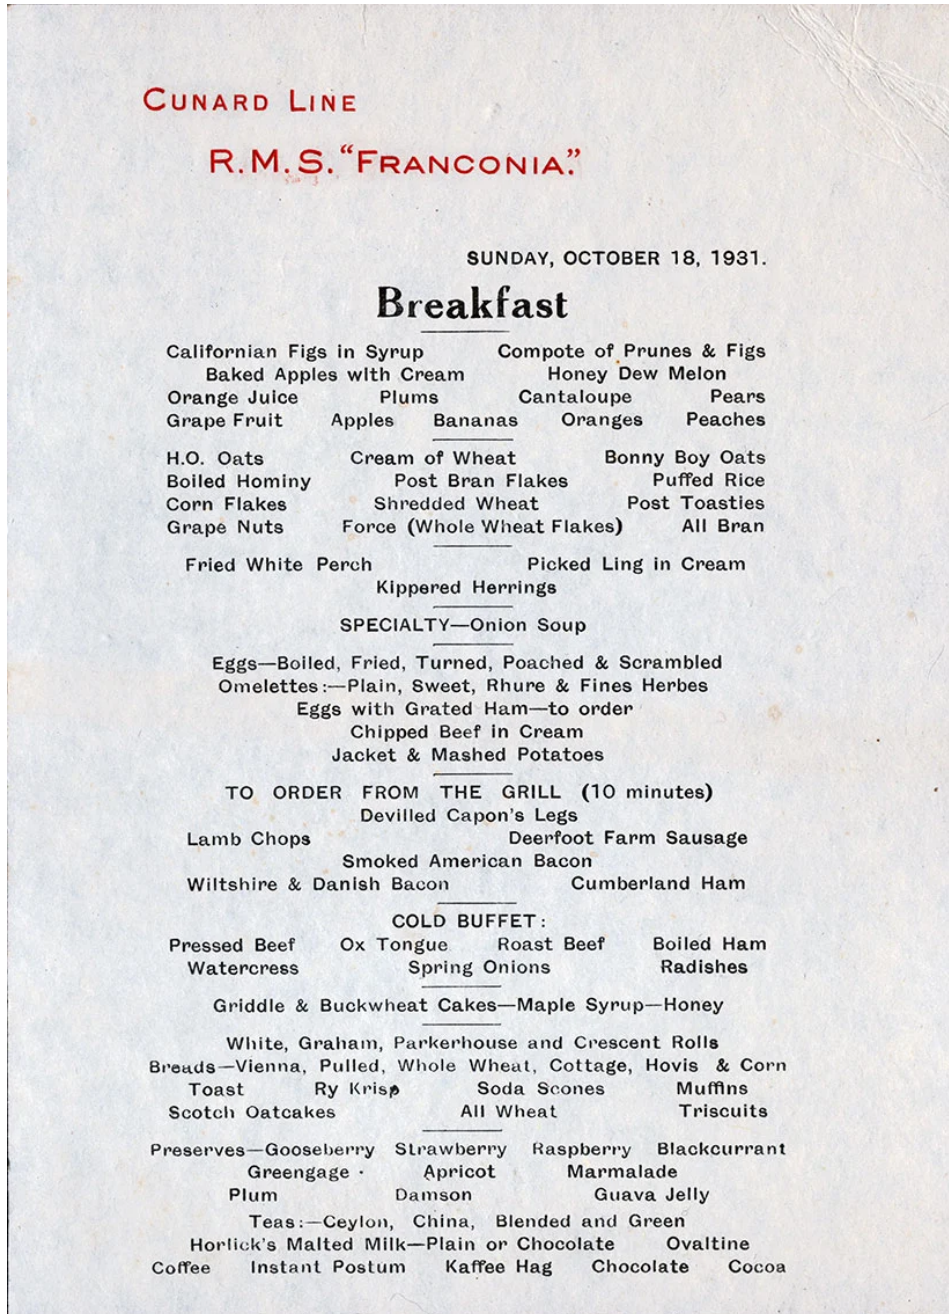 CUNARD LINE
R.M.S. “FRANCONIA.”
SUNDAY, OCTOBER 18, 1931.
Breakfast
Californian Figs in Syrup Compote of Prunes & Figs
Baked Apples with Cream Honey Dew Melon
Orange Juice Plums Cantaloupe Pears
Grape Fruit Apples Bananas Oranges Peaches
H.O. Oats Cream of Wheat Bonny Boy Oats
Boiled Hominy Post Bran Flakes Puffed Rice
Corn Flakes Shredded Wheat Post Toasties
Grape Nuts Force (Whole Wheat Flakes) All Bran
Fried White Perch Picked Ling in Cream
Kippered Herrings
SPECIALTY—Onion Soup
Eggs—Boiled, Fried, Turned, Poached & Scrambled
Omelettes:—Plain, Sweet, Rhure & Fines Herbes
Eggs with Grated Ham—to order
Chipped Beef in Cream
Jacket & Mashed Potatoes
TO ORDER FROM THE GRILL (10 minutes)
Devilled Capon's Legs
Lamb Chops Deerfoot Farm Sausage
Smoked American Bacon
Wiltshire & Danish Bacon Cumberland Ham
COLD BUFFET:
Pressed Beef Ox Tongue Roast Beef Boiled Ham
Watercress Spring Onions Radishes
Griddle & Buckwheat Cakes—Maple Syrup—Honey
White, Graham, Parkerhouse and Crescent Rolls
Breads—Vienna, Pulled, Whole Wheat, Cottage, Hovis & Corn
Toast Ry Krisp Soda Scones Muffins
Scotch Oatcakes All Wheat Triscuits
Preserves—Gooseberry Strawberry Raspberry Blackcurrant
Greengage Apricot Marmalade
Plum Damson Guava Jelly
Teas:—Ceylon, China, Blended and Green
Horlick's Malted Milk—Plain or Chocolate Ovaltine
Coffee Instant Postum Kaffee Hag Chocolate Cocoa